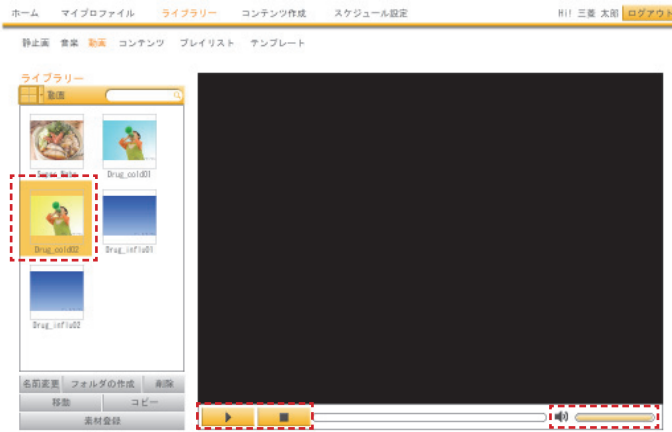 ホーム マイプロファイル ライブラリー コンテンツ作成 スケジュール設定 Hi! 三菱 太郎 ログアウト
静止画 音楽 動画 コンテンツ プレイリスト テンプレート
ライブラリー
動画
Drug_cold01
Drug_cold02 Drug_influ01
Drug_influ02
名前変更 フォルダの作成 削除
移動 コピー
素材登録